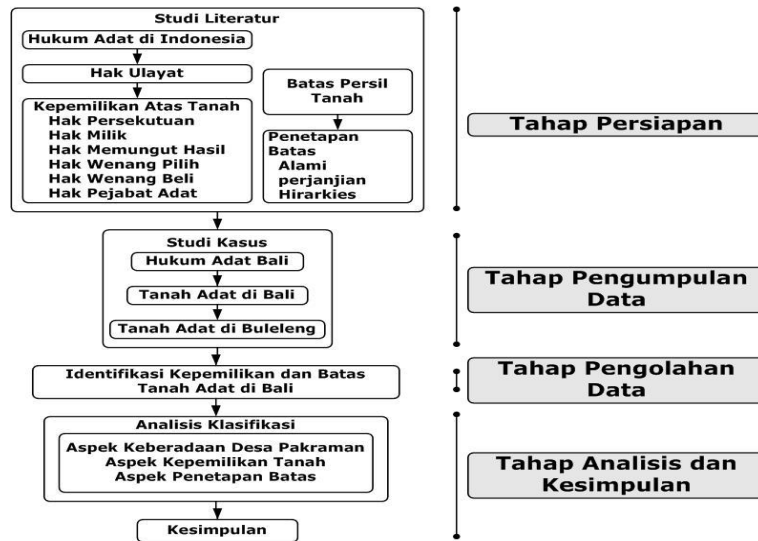 Studi Literatur
Hukum Adat di Indonesia
Hak Ulayat
Kepemilikan Atas Tanah
Hak Persekutuan
Hak Milik
Hak Memungut Hasil
Hak Wenang Pilih
Hak Wenang Beli
Hak Pejabat Adat
Batas Persil
Tanah
Penetapan
Batas
Alami
perjanjian
Hirarkies
Tahap Persiapan
Studi Kasus
Hukum Adat Bali
Tanah Adat di Bali
Tanah Adat di Buleleng
Tahap Pengumpulan
Data
Identifikasi Kepemilikan dan Batas
Tanah Adat di Bali
Tahap Pengolahan
Data
Analisis Klasifikasi
Aspek Keberadaan Desa Pakraman
Aspek Kepemilikan Tanah
Aspek Penetapan Batas
Kesimpulan
Tahap Analisis dan
Kesimpulan